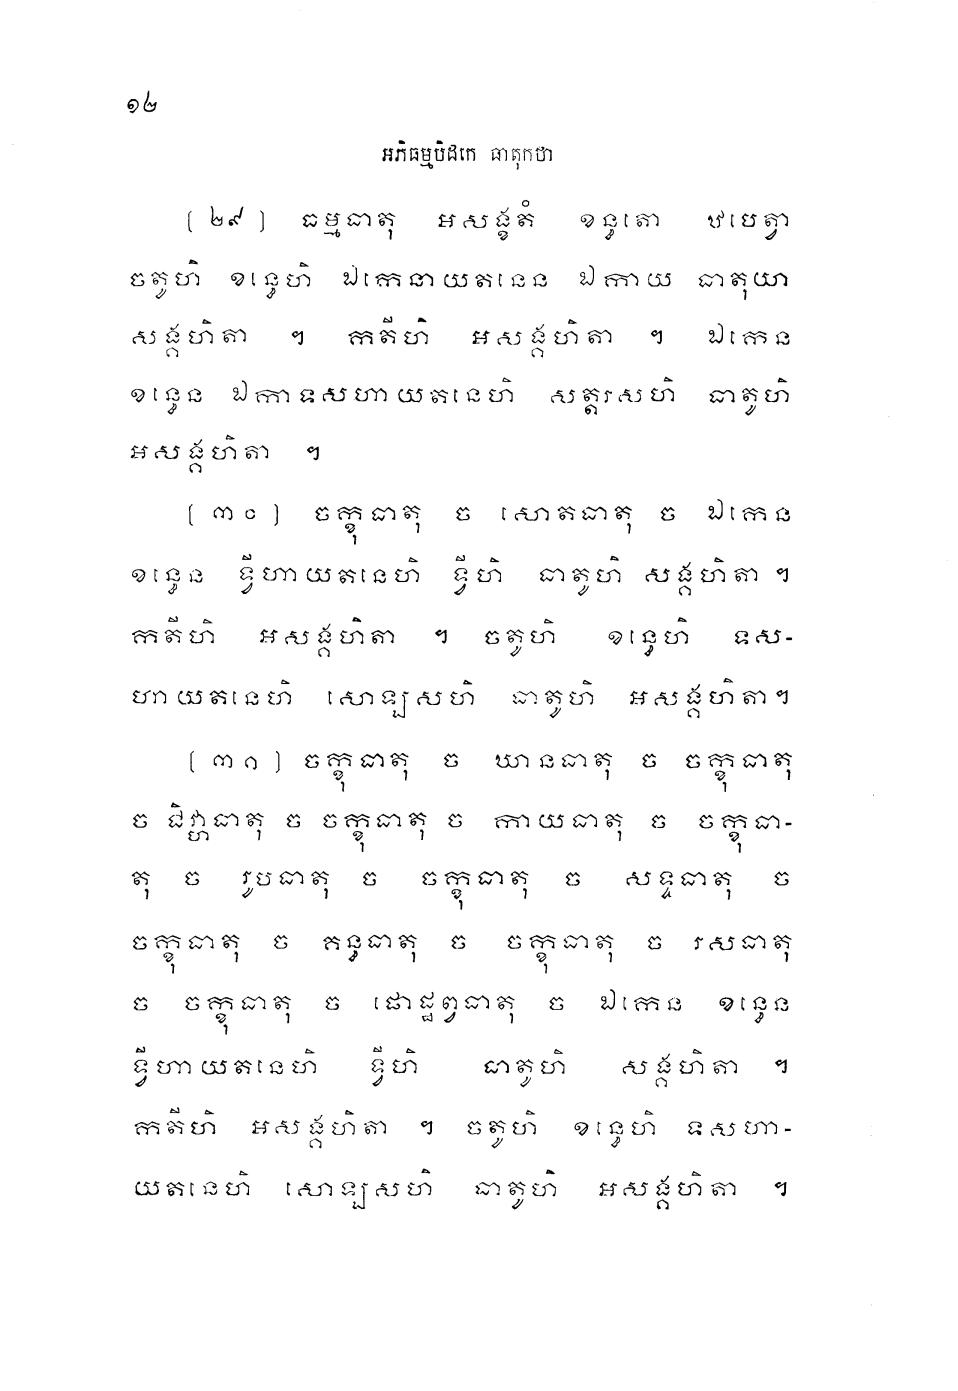 ១២
អភិធម្មបិដកេ ធាតុកថា
(២៩) ធម្មធាតុ អសង្ខតំ ខន្ធតោ ឋបេត្វា
ចតូហិ ខន្ធេហិ ឯកេនាយតនេន ឯកាយ ធាតុយា
សង្គហិតា ។ កតីហិ អសង្គហិតា ។ ឯកេន
ខន្ធេន ឯកាទសហាយតនេហិ សត្តរសហិ ធាតូហិ
អសង្គហិតា ។
(៣០) ចក្ខុធាតុ ច សោតធាតុ ច ឯកេន
ខន្ធេន ទ្វីហាយតនេហិ ទ្វីហិ ធាតូហិ សង្គហិតា ។
កតីហិ អសង្គហិតា ។ ចតូហិ ខន្ធេហិ ទស-
ហាយតនេហិ សោឡសហិ ធាតូហិ អសង្គហិតា ។
(៣១) ចក្ខុធាតុ ច ឃានធាតុ ច ចក្ខុធាតុ
ច ជិវ្ហាធាតុ ច ចក្ខុធាតុ ច កាយធាតុ ច ចក្ខុធា-
តុ ច រូបធាតុ ច ចក្ខុធាតុ ច សទ្ទធាតុ ច
ចក្ខុធាតុ ច គន្ធធាតុ ច ចក្ខុធាតុ ច រសធាតុ
ច ចក្ខុធាតុ ច ផោដ្ឋព្វធាតុ ច ឯកេន ខន្ធេន
ទ្វីហាយតនេហិ ទ្វីហិ ធាតូហិ សង្គហិតា ។
កតីហិ អសង្គហិតា ។ ចតូហិ ខន្ធេហិ ទសហា-
យតនេហិ សោឡសហិ ធាតូហិ អសង្គហិតា ។